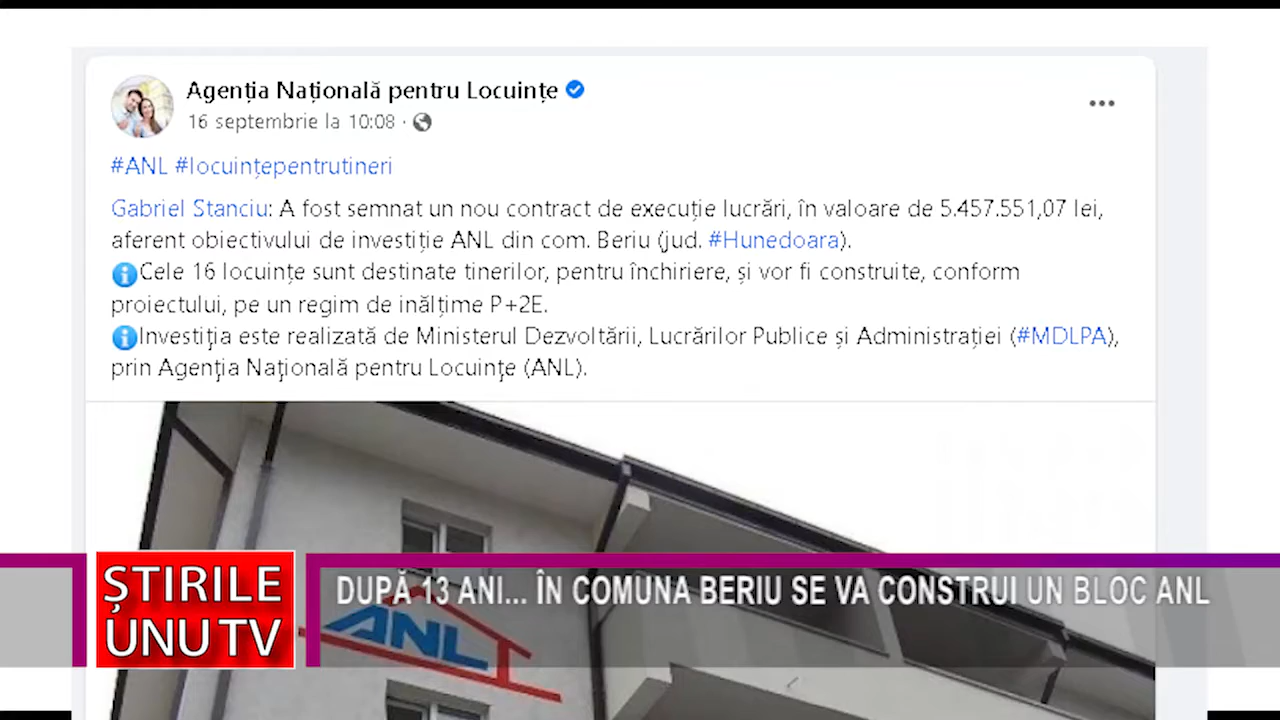 Agenția Națională pentru Locuințe
16 septembrie la 10:08 ·
#ANL #locuințepentrutineri
Gabriel Stanciu: A fost semnat un nou contract de execuție lucrări, în valoare de 5.457.551,07 lei,
aferent obiectivului de investiție ANL din com. Beriu (jud. #Hunedoara).
Cele 16 locuințe sunt destinate tinerilor, pentru închiriere, și vor fi construite, conform
proiectului, pe un regim de înălțime P+2E.
Investiţia este realizată de Ministerul Dezvoltării, Lucrărilor Publice și Administrației (#MDLPA),
prin Agenţia Naţională pentru Locuinţe (ANL).
ȘTIRILE
UNU TV
DUPĂ 13 ANI... ÎN COMUNA BERIU SE VA CONSTRUI UN BLOC ANL
ANL